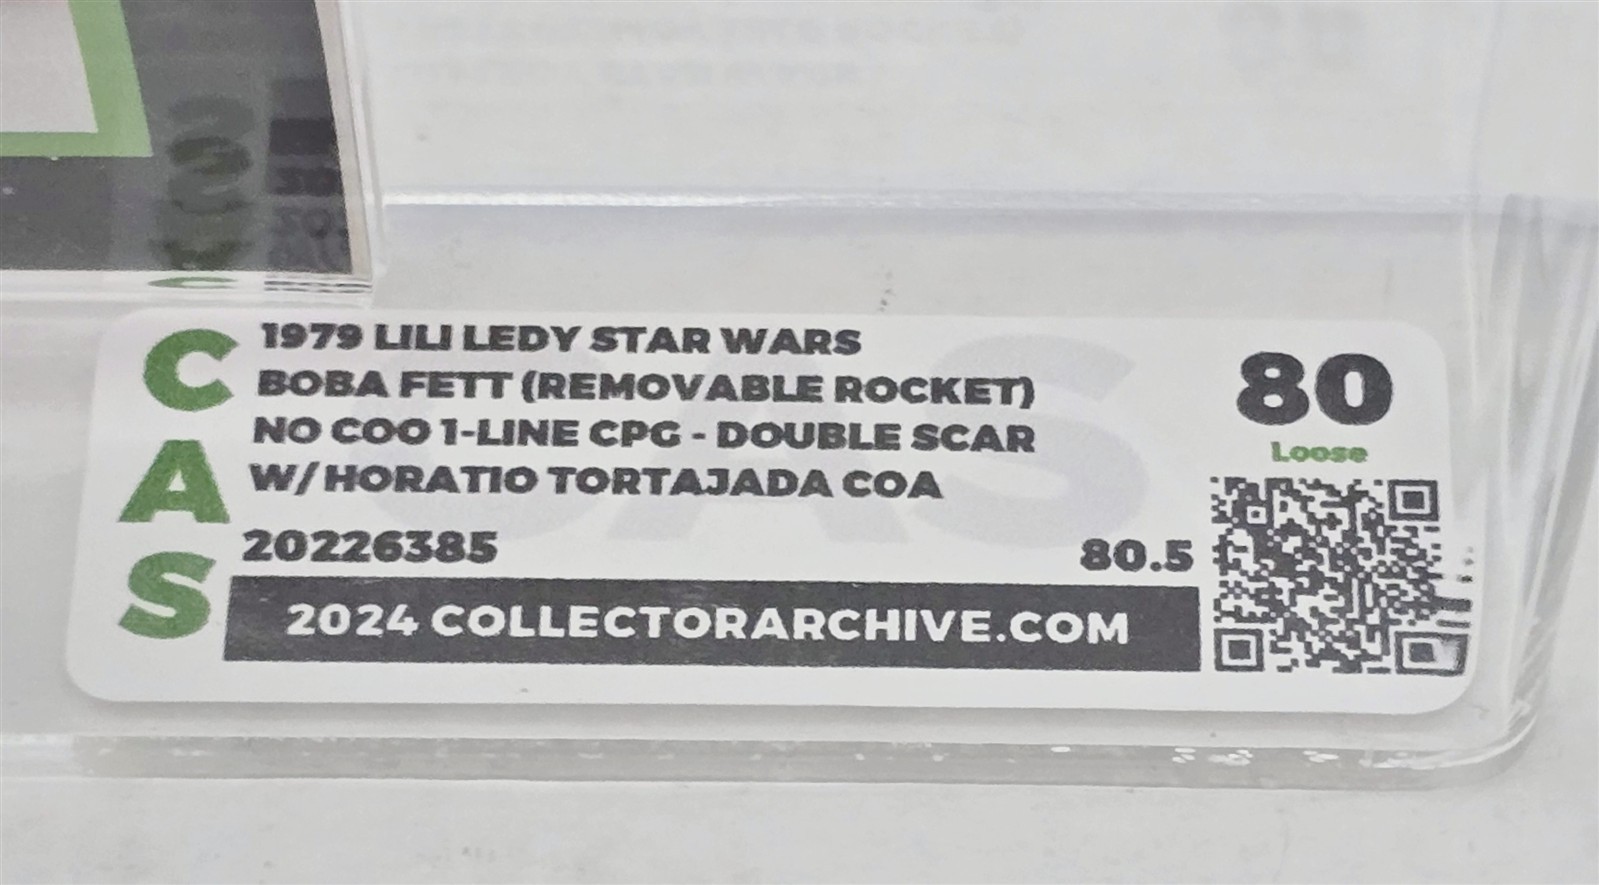 CAS
1979 LILI LEDY STAR WARS
BOBA FETT (REMOVABLE ROCKET)
NO COO 1-LINE CPG - DOUBLE SCAR
W/HORATIO TORTAJADA COA
20226385
80.5
2024 COLLECTORARCHIVE.COM
80
Loose